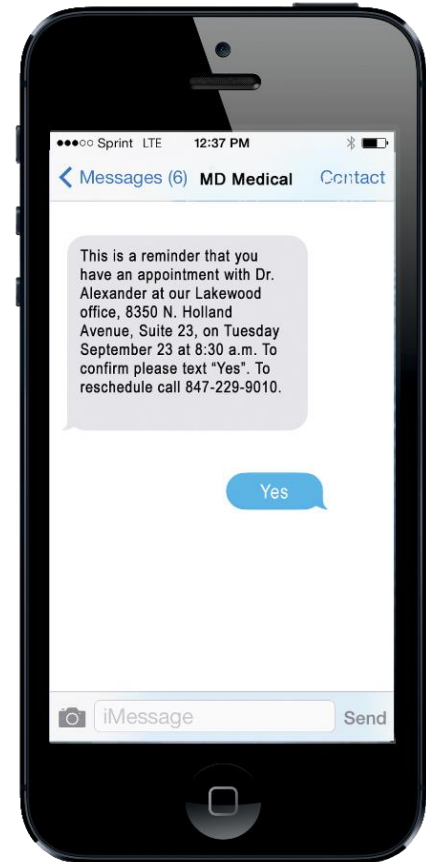 Sprint LTE 12:37 PM
Messages (6) MD Medical Contact
This is a reminder that you
have an appointment with Dr.
Alexander at our Lakewood
office, 8350 N. Holland
Avenue, Suite 23, on Tuesday
September 23 at 8:30 a.m. To
confirm please text “Yes”. To
reschedule call 847-229-9010.
Yes
iMessage Send